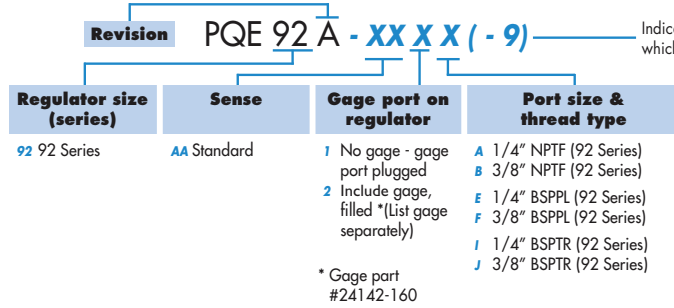 Revision
PQE 92 A - XX X X ( - 9)
Regulator size
(series)
92 92 Series
Sense
AA Standard
Gage port on
regulator
1 No gage - gage
port plugged
2 Include gage,
filled *(List gage
separately)
* Gage part
#24142-160
Port size &
thread type
A 1/4" NPTF (92 Series)
B 3/8" NPTF (92 Series)
E 1/4" BSPPL (92 Series)
F 3/8" BSPPL (92 Series)
I 1/4" BSPTR (92 Series)
J 3/8" BSPTR (92 Series)